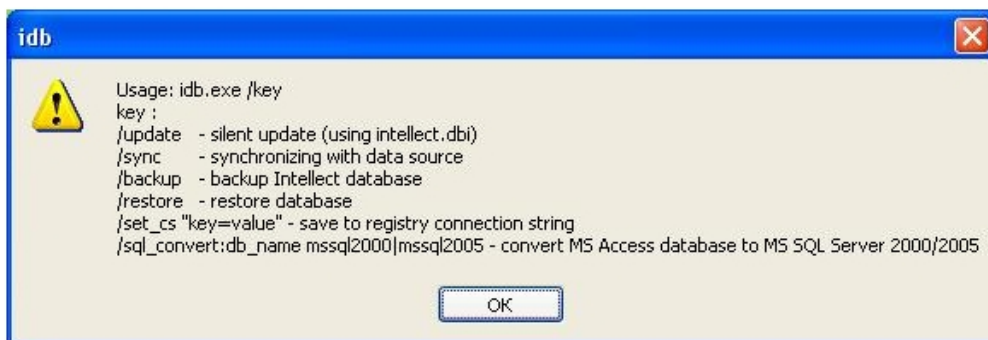 idb
Usage: idb.exe /key
key :
/update - silent update (using intellect.dbi)
/sync - synchronizing with data source
/backup - backup Intellect database
/restore - restore database
/set_cs "key=value" - save to registry connection string
/sql_convert:db_name mssql2000|mssql2005 - convert MS Access database to MS SQL Server 2000/2005
OK